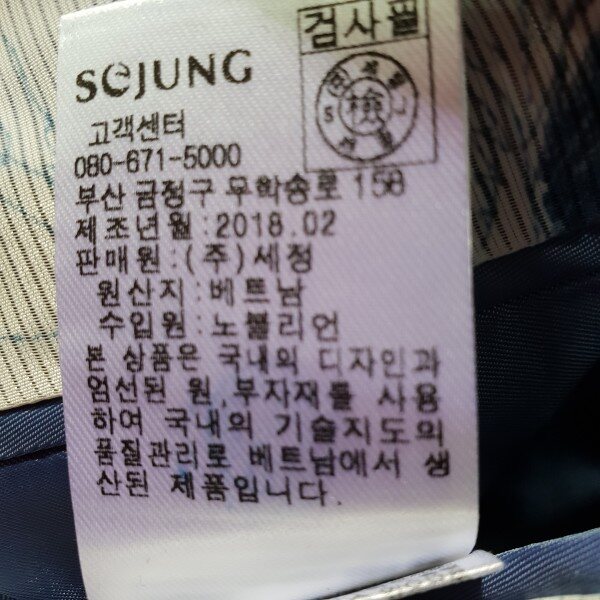 검사필
SeJUNG
檢
고객센터
080-671-5000
부산 금정구 무학송로 158
제조년월:2018.02
판매원:(주)세정
원산지:베트남
수입원:노블리언
본 상품은 국내의 디자인과
엄선된 원,부자재를 사용
하여 국내의 기술지도의
품질관리로 베트남에서 생
산된 제품입니다.